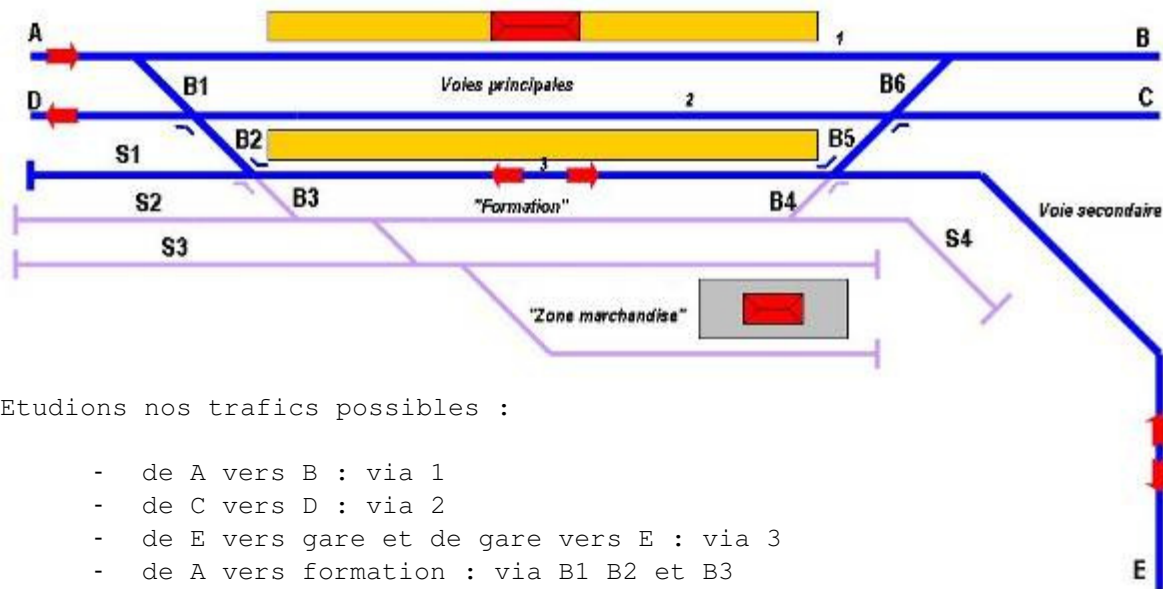 A
1
B
B1
Voies principales
B6
D
2
C
S1
B2
B5
3
S2
B3
"Formation"
B4
Voie secondaire
S3
S4
"Zone marchandise"
Etudions nos trafics possibles :
- de A vers B : via 1
- de C vers D : via 2
- de E vers gare et de gare vers E : via 3
- de A vers formation : via B1 B2 et B3
E